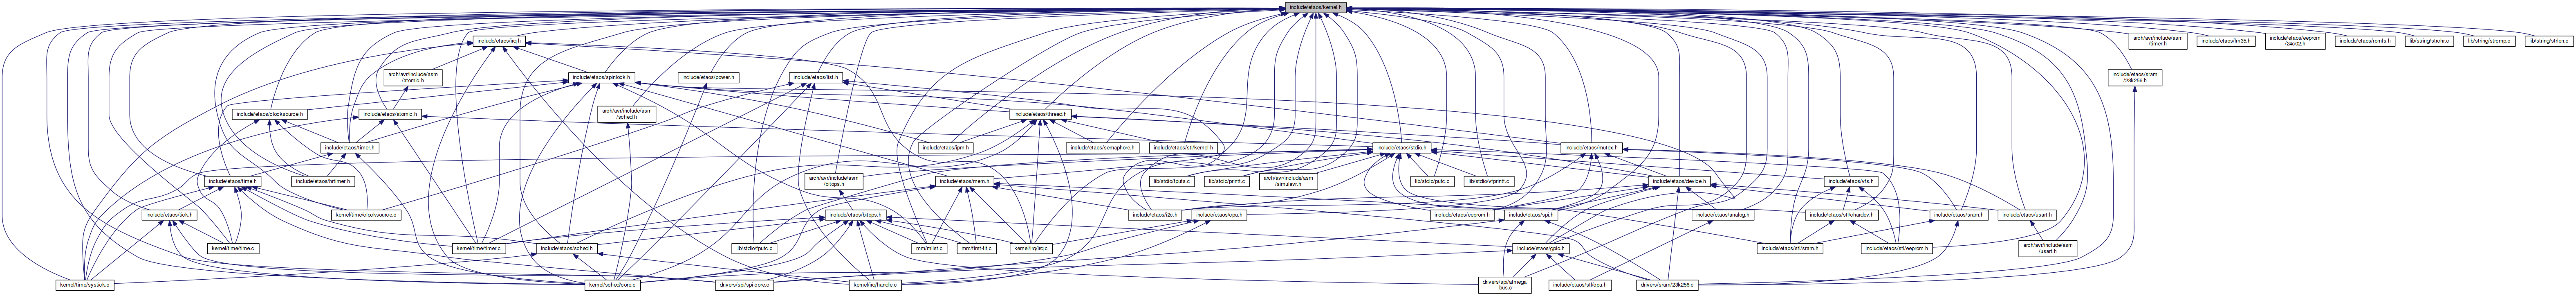 include/etaos/kernel.h
include/etaos/irq.h
arch/avr/include/asm
/timer.h
include/etaos/lm35.h
include/etaos/eeprom
/24c02.h
include/etaos/romfs.h
lib/string/strchr.c
lib/string/strcmp.c
lib/string/strlen.c
arch/avr/include/asm
/atomic.h
include/etaos/spinlock.h
include/etaos/power.h
include/etaos/list.h
include/etaos/sram
/23k256.h
include/etaos/clocksource.h
include/etaos/atomic.h
arch/avr/include/asm
/sched.h
include/etaos/thread.h
include/etaos/timer.h
include/etaos/ipm.h
include/etaos/semaphore.h
include/etaos/stl/kernel.h
include/etaos/stdio.h
include/etaos/mutex.h
include/etaos/time.h
include/etaos/hrtimer.h
arch/avr/include/asm
/bitops.h
include/etaos/mem.h
lib/stdio/fputs.c
lib/stdio/printf.c
arch/avr/include/asm
/simulavr.h
lib/stdio/putc.c
lib/stdio/vfprintf.c
include/etaos/device.h
include/etaos/vfs.h
include/etaos/tick.h
kernel/time/clocksource.c
include/etaos/bitops.h
include/etaos/i2c.h
include/etaos/cpu.h
include/etaos/eeprom.h
include/etaos/spi.h
include/etaos/analog.h
include/etaos/stl/chardev.h
include/etaos/sram.h
include/etaos/usart.h
kernel/time/time.c
kernel/time/timer.c
include/etaos/sched.h
lib/stdio/fputc.c
mm/mlist.c
mm/first-fit.c
kernel/irq/irq.c
include/etaos/gpio.h
include/etaos/stl/sram.h
include/etaos/stl/eeprom.h
arch/avr/include/asm
/usart.h
kernel/time/systick.c
kernel/sched/core.c
drivers/spi/spi-core.c
kernel/irq/handle.c
drivers/spi/atmega
-bus.c
include/etaos/stl/cpu.h
drivers/sram/23k256.c